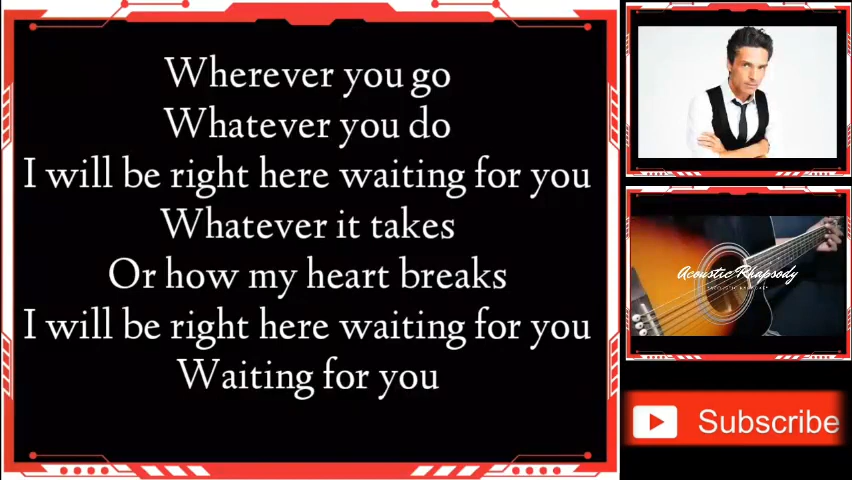 Wherever you go
Whatever you do
I will be right here waiting for you
Whatever it takes
Or how my heart breaks
I will be right here waiting for you
Waiting for you
Acoustic Rhapsody
Subscribe